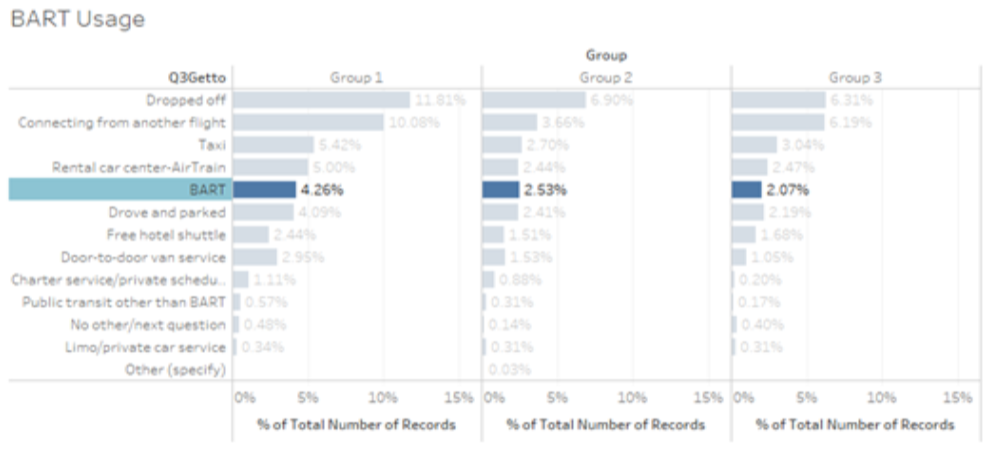 BART Usage
Group
Q3Getto Group 1 Group 2 Group 3
Dropped off 11.81% 6.90% 6.31%
Connecting from another flight 10.08% 3.66% 6.19%
Taxi 5.42% 2.70% 3.04%
Rental car center-AirTrain 5.00% 2.44% 2.47%
BART 4.26% 2.53% 2.07%
Drove and parked 4.09% 2.41% 2.19%
Free hotel shuttle 2.44% 1.51% 1.68%
Door-to-door van service 2.95% 1.53% 1.05%
Charter service/private schedu.. 1.11% 0.88% 0.20%
Public transit other than BART 0.57% 0.31% 0.17%
No other/next question 0.48% 0.14% 0.40%
Limo/private car service 0.34% 0.31% 0.31%
Other (specify) 0.03%
0% 5% 10% 15% 0% 5% 10% 15% 0% 5% 10% 15%
% of Total Number of Records % of Total Number of Records % of Total Number of Records